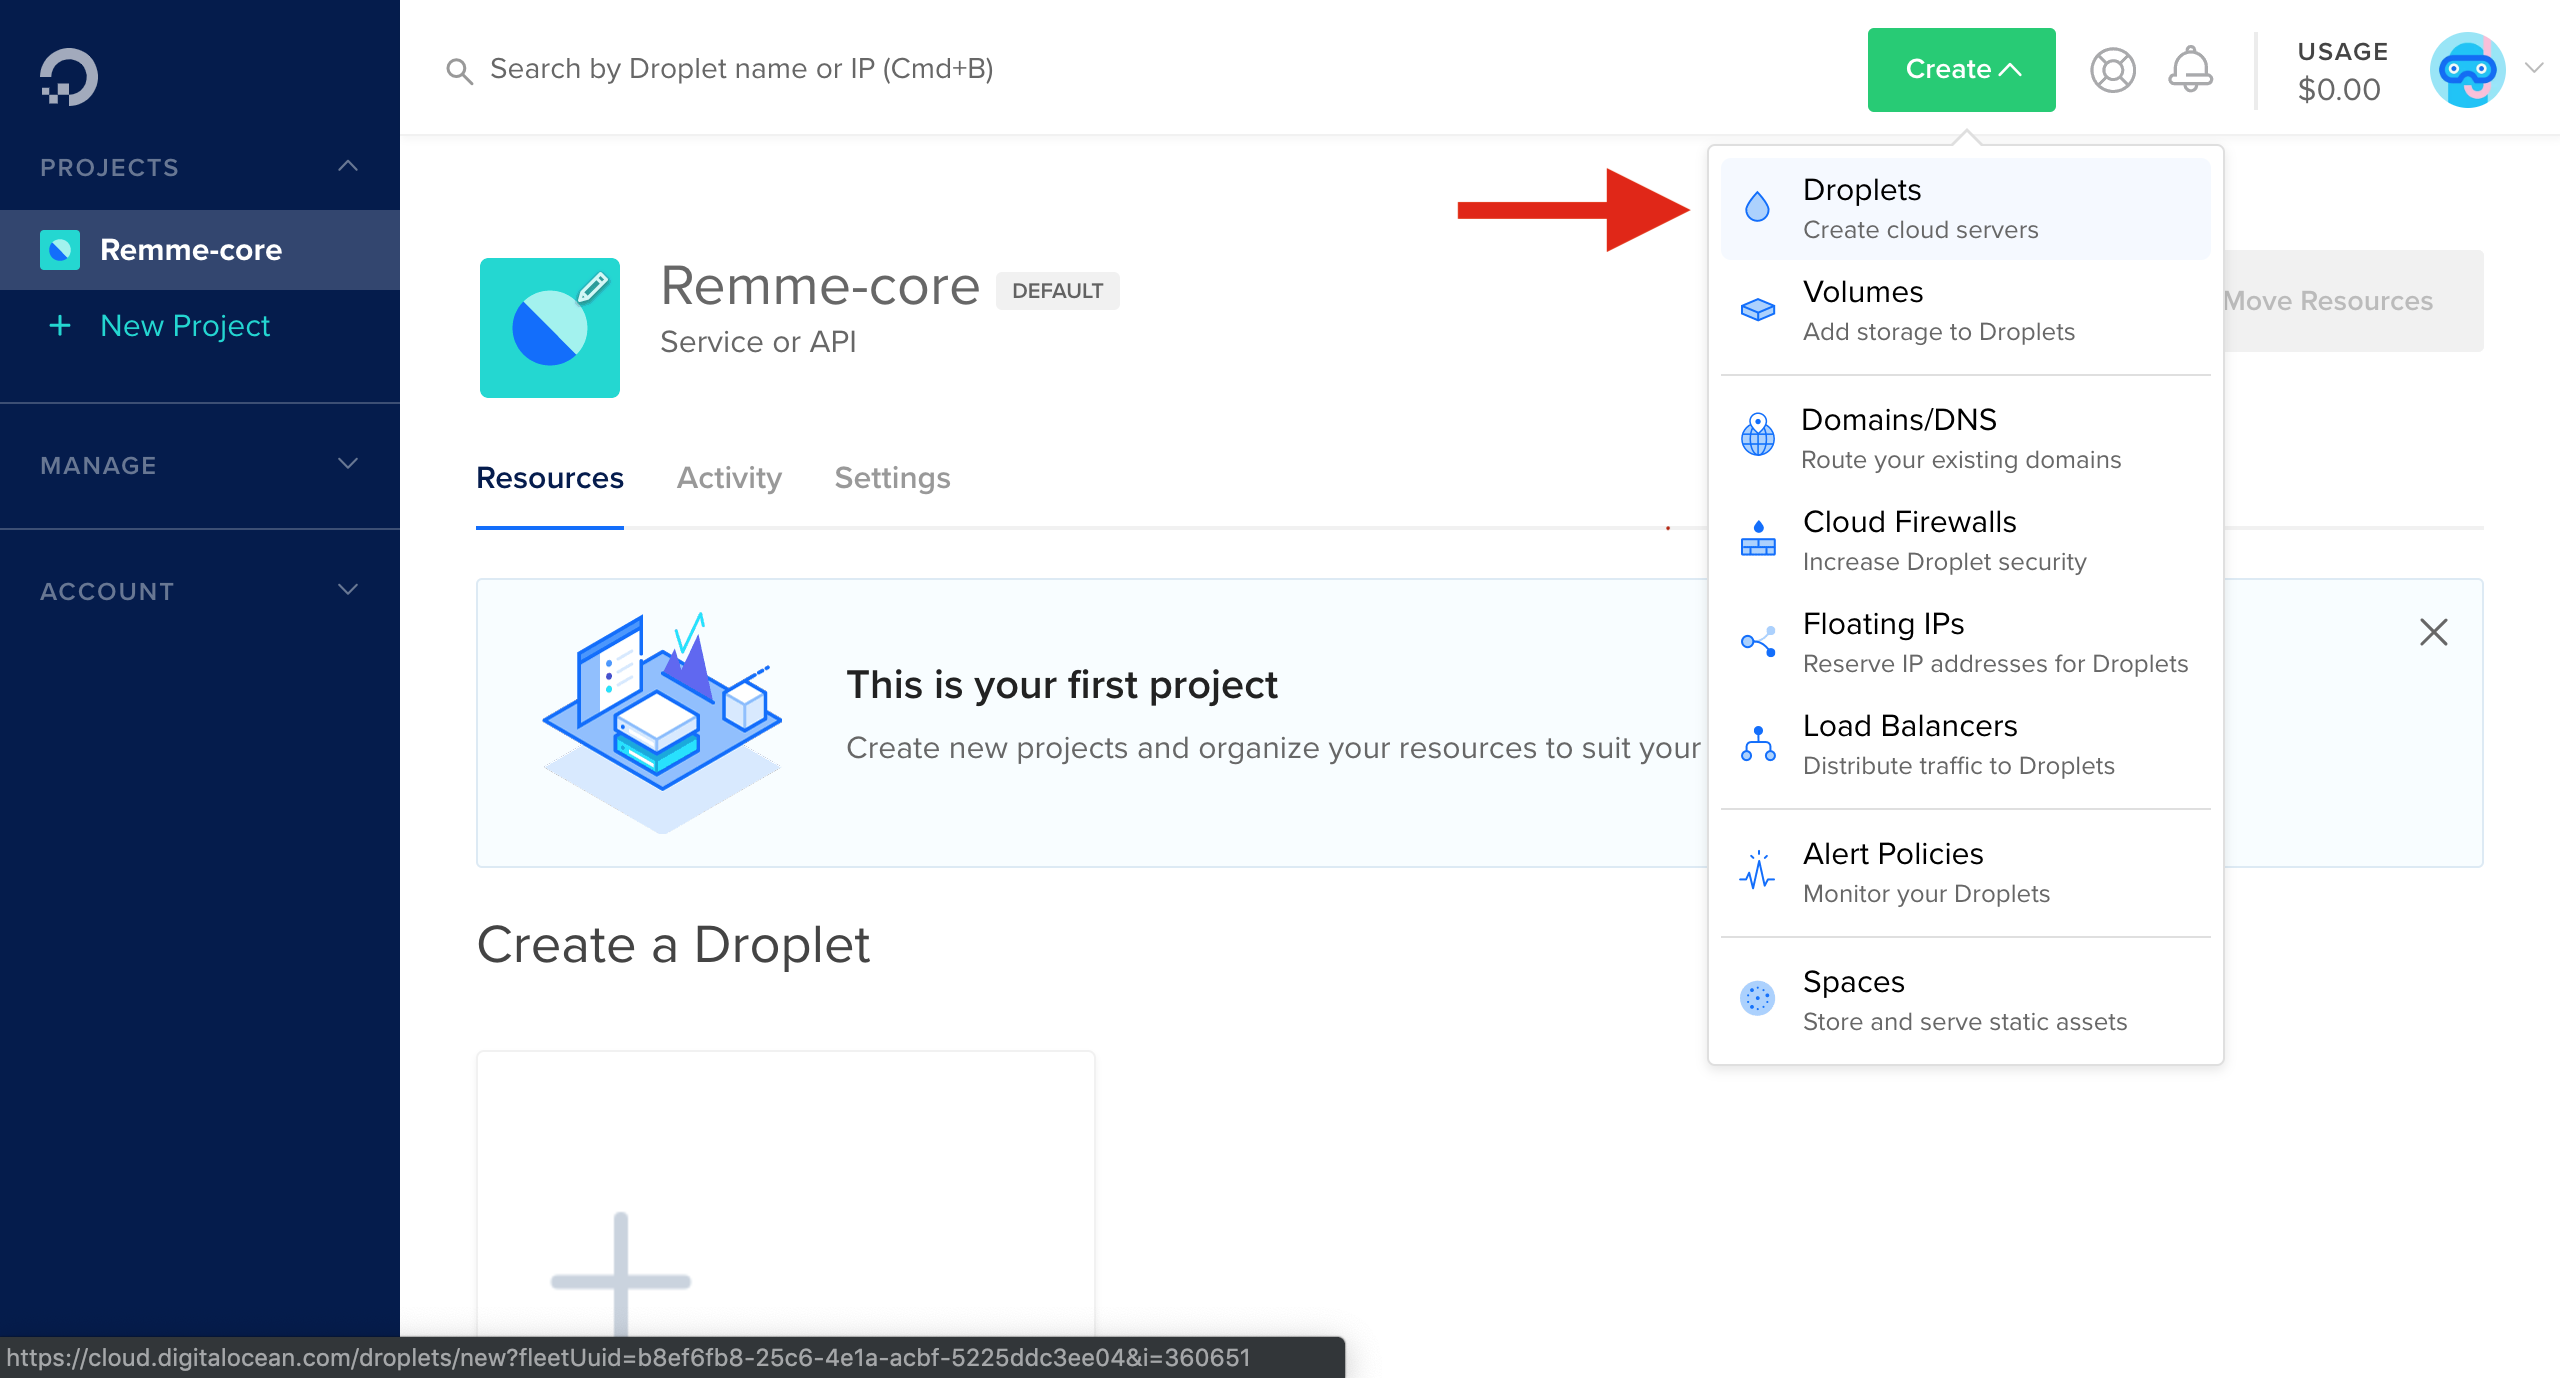 Search by Droplet name or IP (Cmd+B)
Create
USAGE
$0.00
PROJECTS
Remme-core
New Project
MANAGE
ACCOUNT
Remme-core
DEFAULT
Service or API
Move Resources
Resources
Activity
Settings
This is your first project
Create new projects and organize your resources to suit your
Create a Droplet
Droplets
Create cloud servers
Volumes
Add storage to Droplets
Domains/DNS
Route your existing domains
Cloud Firewalls
Increase Droplet security
Floating IPs
Reserve IP addresses for Droplets
Load Balancers
Distribute traffic to Droplets
Alert Policies
Monitor your Droplets
Spaces
Store and serve static assets
https://cloud.digitalocean.com/droplets/new?fleetUuid=b8ef6fb8-25c6-4e1a-acbf-5225ddc3ee04&i=360651